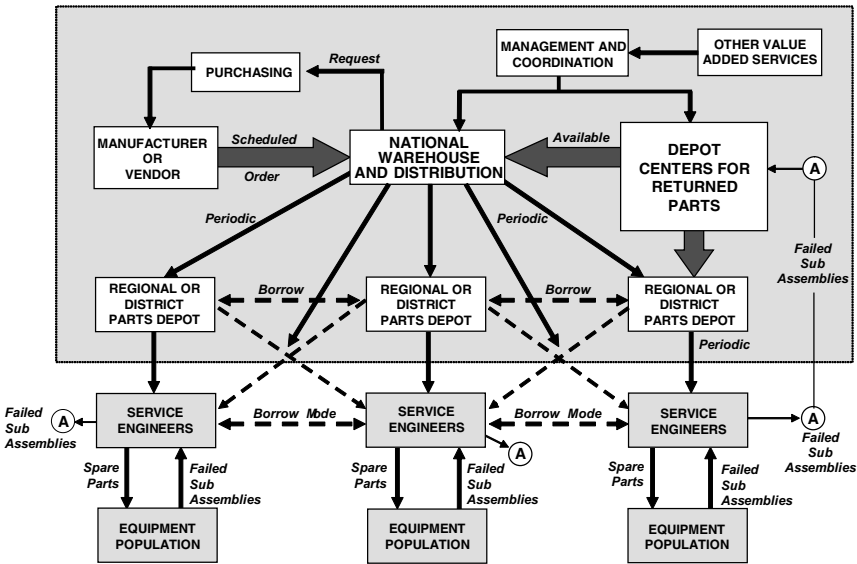 MANAGEMENT AND
COORDINATION
OTHER VALUE
ADDED SERVICES
PURCHASING
Request
MANUFACTURER
OR
VENDOR
Scheduled
Order
NATIONAL
WAREHOUSE
AND DISTRIBUTION
Available
DEPOT
CENTERS FOR
RETURNED
PARTS
A
Periodic
Periodic
Failed
Sub
Assemblies
REGIONAL OR
DISTRICT
PARTS DEPOT
Borrow
REGIONAL OR
DISTRICT
PARTS DEPOT
Borrow
REGIONAL OR
DISTRICT
PARTS DEPOT
Periodic
Failed
Sub
Assemblies
A
SERVICE
ENGINEERS
Borrow Mode
SERVICE
ENGINEERS
Borrow Mode
SERVICE
ENGINEERS
A
Failed
Sub
Assemblies
A
Spare
Parts
Failed
Sub
Assemblies
Spare
Parts
Failed
Sub
Assemblies
Spare
Parts
Failed
Sub
Assemblies
EQUIPMENT
POPULATION
EQUIPMENT
POPULATION
EQUIPMENT
POPULATION